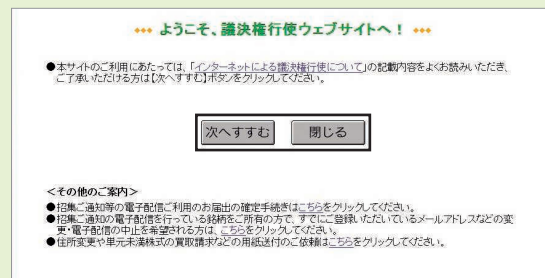 ようこそ、議決権行使ウェブサイトへ！
●本サイトのご利用にあたっては、「インターネットによる議決権行使について」の記載内容をよくお読みいただき、
ご了承いただける方は【次へすすむ】ボタンをクリックしてください。
次へすすむ 閉じる
＜その他のご案内＞
●招集ご通知等の電子配信ご利用のお届出の確定手続きはこちらをクリックしてください。
●招集ご通知の電子配信を行っている銘柄をご所有の方で、すでにご登録いただいているメールアドレスなどの変
更・電子配信の中止を希望される方は、こちらをクリックしてください。
●住所変更や単元未満株式の買取請求などの用紙送付のご依頼はこちらをクリックしてください。